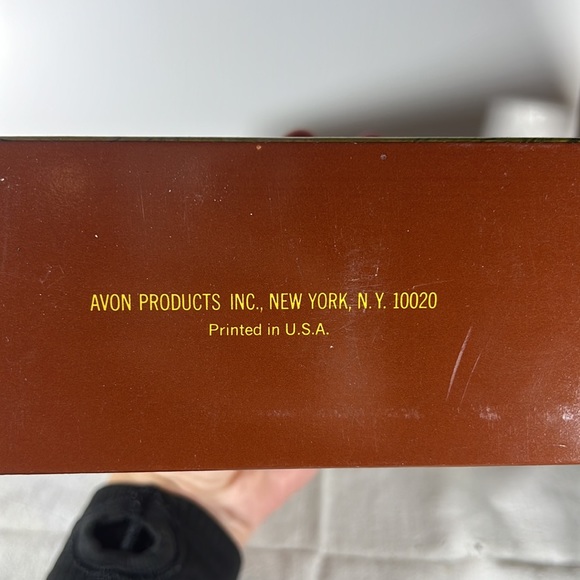 AVON PRODUCTS INC., NEW YORK, N.Y. 10020
Printed in U.S.A.